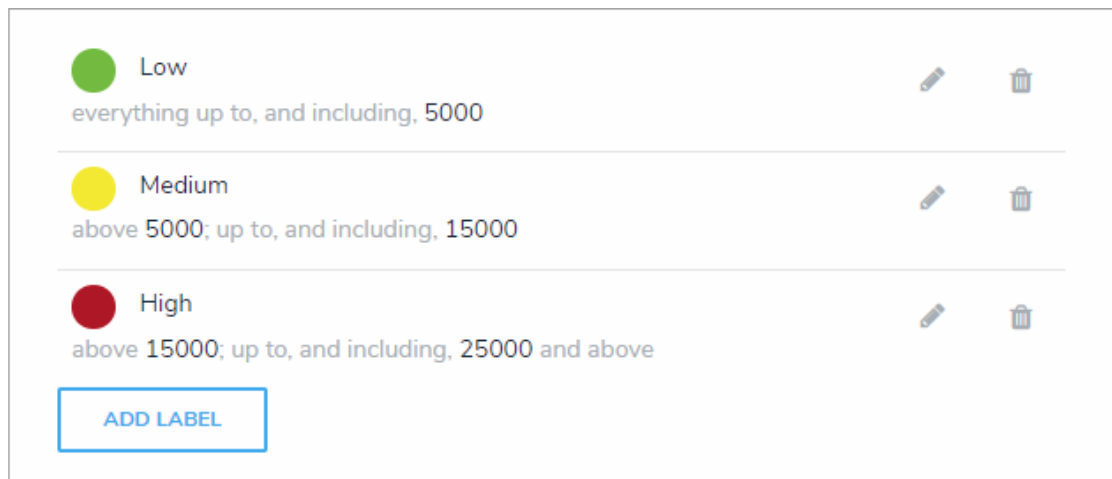 Low
everything up to, and including, 5000
Medium
above 5000; up to, and including, 15000
High
above 15000; up to, and including, 25000 and above
ADD LABEL